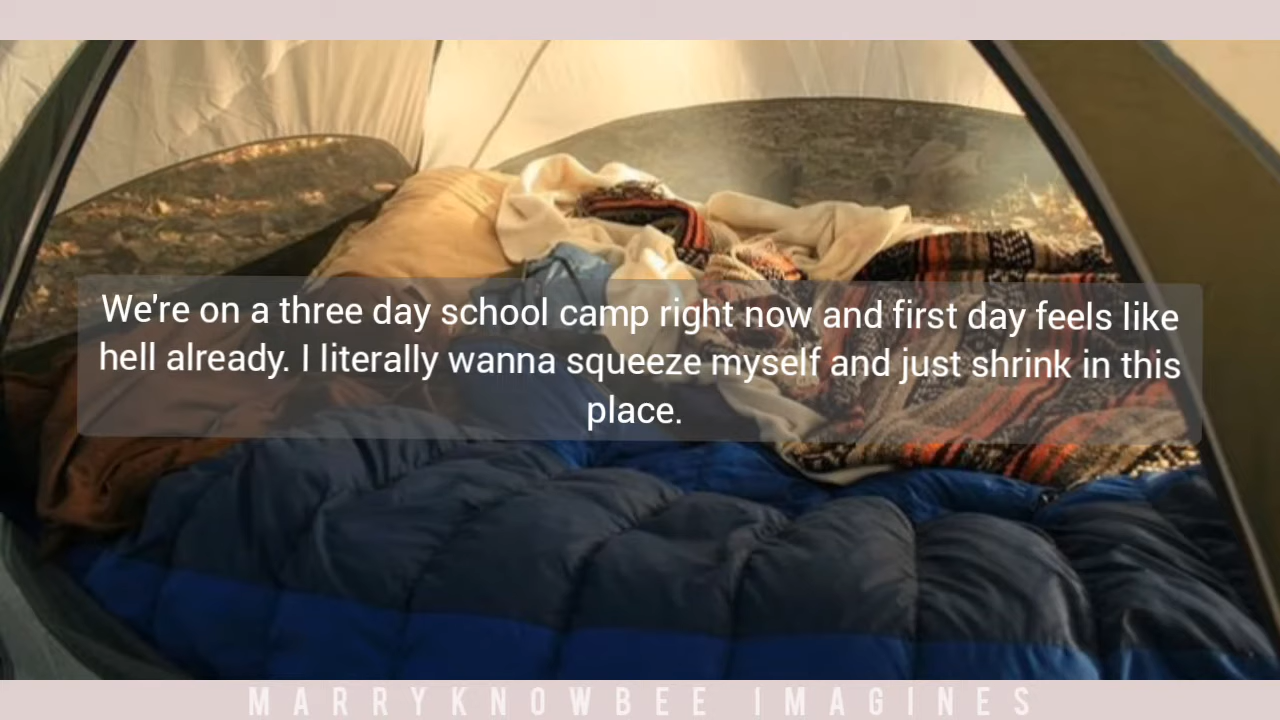 We're on a three day school camp right now and first day feels like
hell already. I literally wanna squeeze myself and just shrink in this
place.
MARRYKNOWBEE IMAGINES